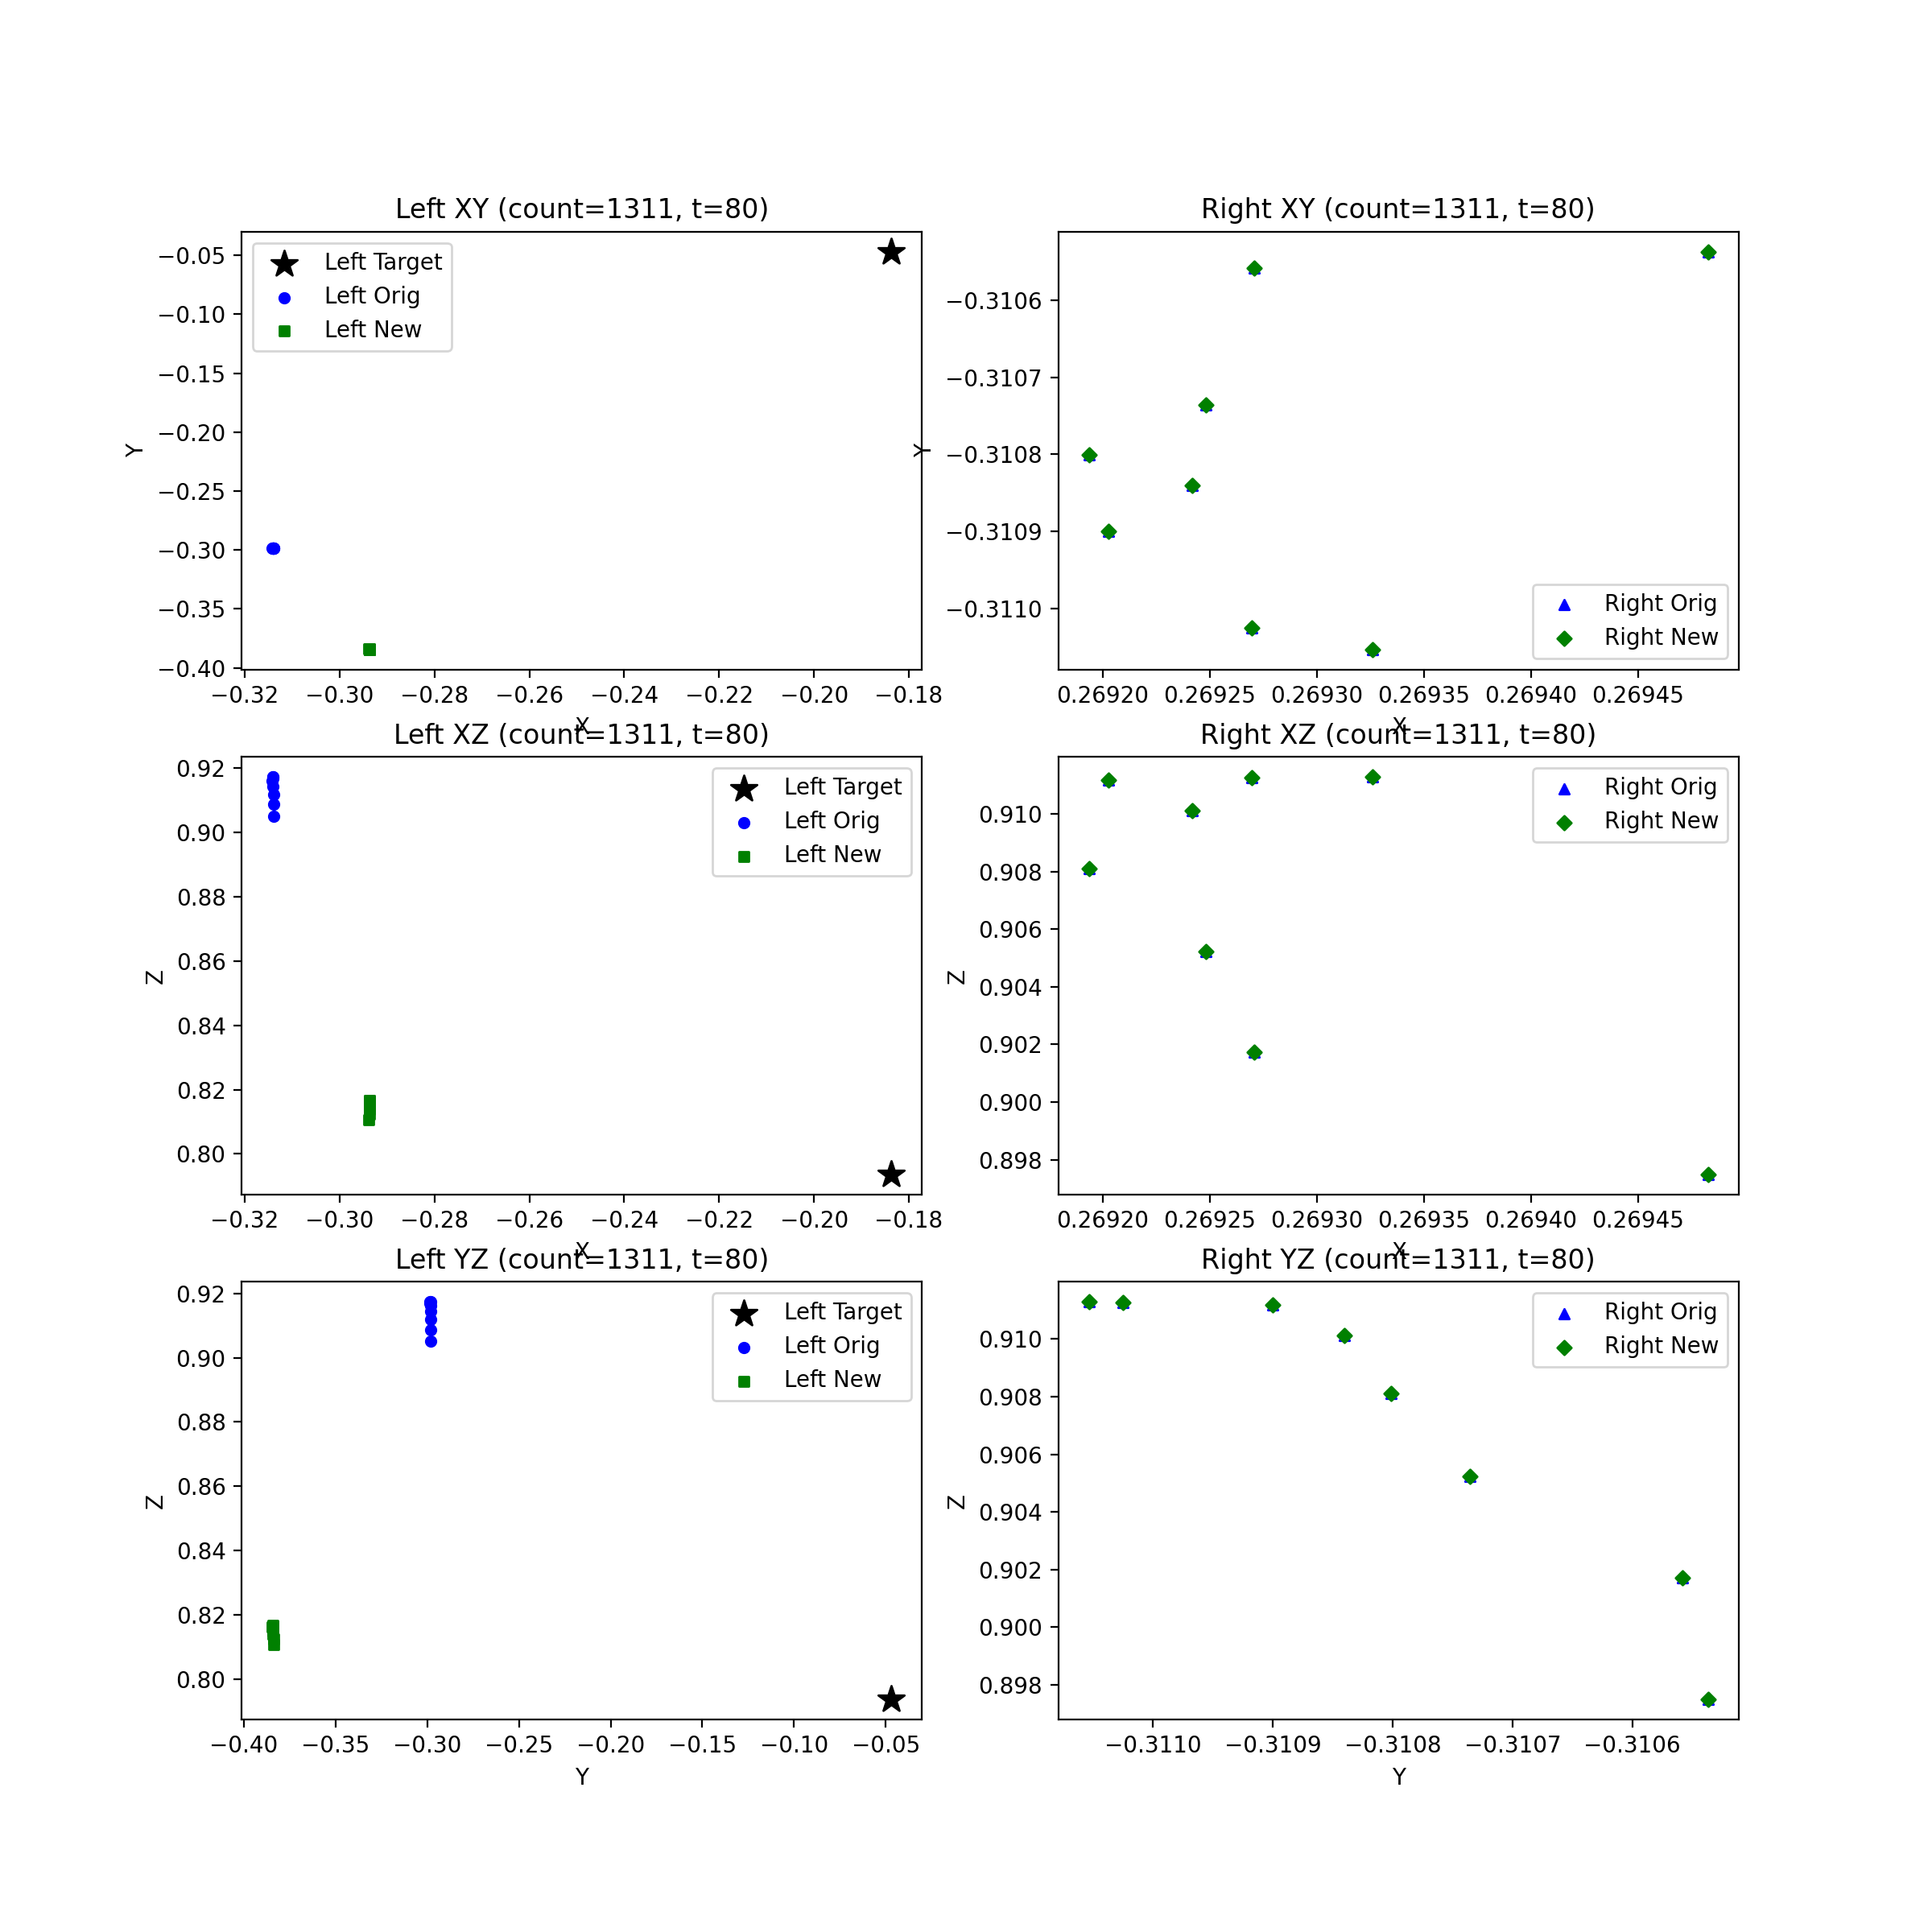 Left XY (count=1311, t=80)
Left Target
Left Orig
Left New
Y
−0.05
−0.10
−0.15
−0.20
−0.25
−0.30
−0.35
−0.40
−0.32 −0.30 −0.28 −0.26 −0.24 −0.22 −0.20 −0.18
X
Right XY (count=1311, t=80)
Y
−0.3106
−0.3107
−0.3108
−0.3109
−0.3110
Right Orig
Right New
0.26920 0.26925 0.26930 0.26935 0.26940 0.26945
X
Left XZ (count=1311, t=80)
Left Target
Left Orig
Left New
Z
0.92
0.90
0.88
0.86
0.84
0.82
0.80
−0.32 −0.30 −0.28 −0.26 −0.24 −0.22 −0.20 −0.18
X
Right XZ (count=1311, t=80)
Right Orig
Right New
Z
0.910
0.908
0.906
0.904
0.902
0.900
0.898
0.26920 0.26925 0.26930 0.26935 0.26940 0.26945
X
Left YZ (count=1311, t=80)
Left Target
Left Orig
Left New
Z
0.92
0.90
0.88
0.86
0.84
0.82
0.80
−0.40 −0.35 −0.30 −0.25 −0.20 −0.15 −0.10 −0.05
Y
Right YZ (count=1311, t=80)
Right Orig
Right New
Z
0.910
0.908
0.906
0.904
0.902
0.900
0.898
−0.3110 −0.3109 −0.3108 −0.3107 −0.3106
Y